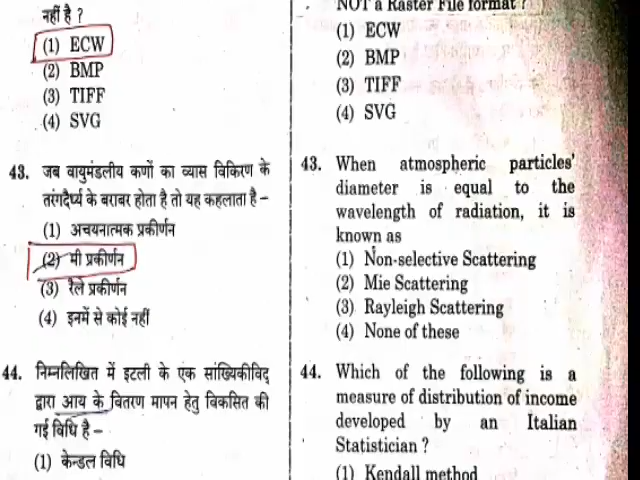 नहीं है ?
(1) ECW
(2) BMP
(3) TIFF
(4) SVG
43. जब वायुमंडलीय कणों का व्यास विकिरण के
तरंगदैर्ध्य के बराबर होता है तो यह कहलाता है –
(1) अचयनात्मक प्रकीर्णन
(2) मी प्रकीर्णन
(3) रैले प्रकीर्णन
(4) इनमें से कोई नहीं
44. निम्नलिखित में इटली के एक सांख्यिकीविद्
द्वारा आय के वितरण मापन हेतु विकसित की
गई विधि है –
(1) केन्डल विधि
NOT a Raster File format ?
(1) ECW
(2) BMP
(3) TIFF
(4) SVG
43. When atmospheric particles'
diameter is equal to the
wavelength of radiation, it is
known as
(1) Non-selective Scattering
(2) Mie Scattering
(3) Rayleigh Scattering
(4) None of these
44. Which of the following is a
measure of distribution of income
developed by an Italian
Statistician ?
(1) Kendall method